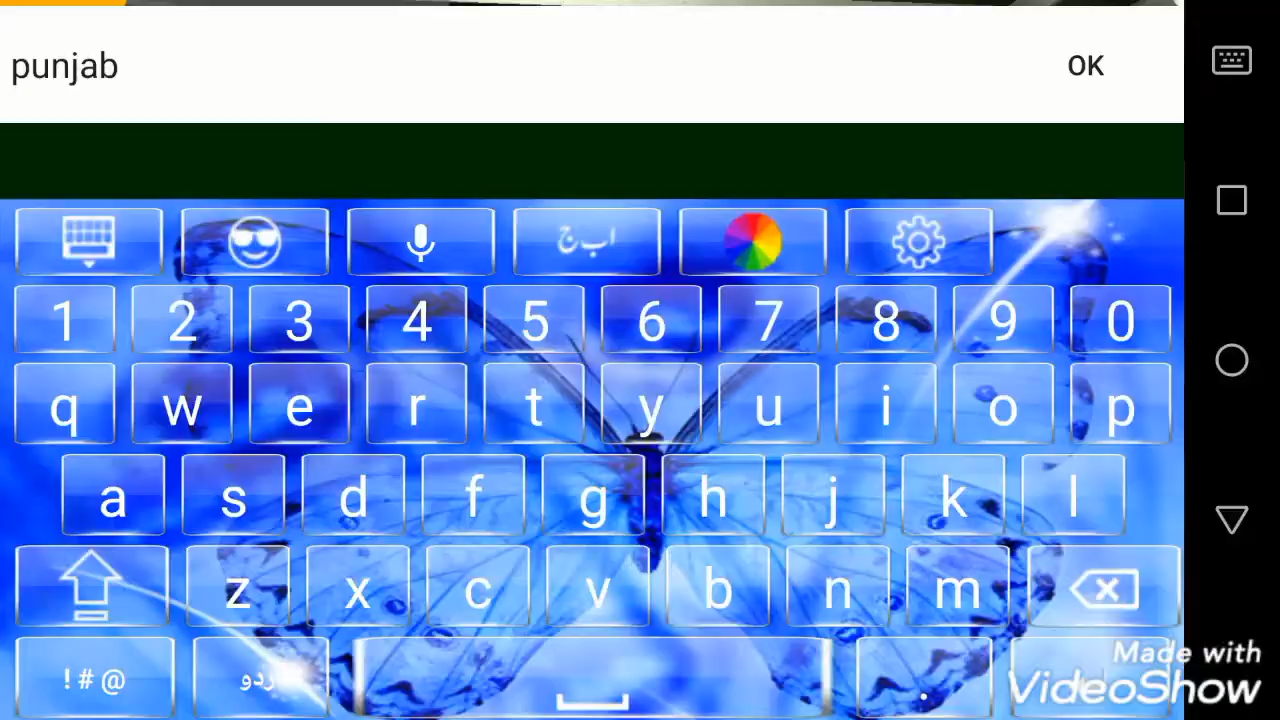 punjab OK
ا ب ج
1 2 3 4 5 6 7 8 9 0
q w e r t y u i o p
a s d f g h j k l
z x c v b n m
!#@ اردو .
Made with
VideoShow